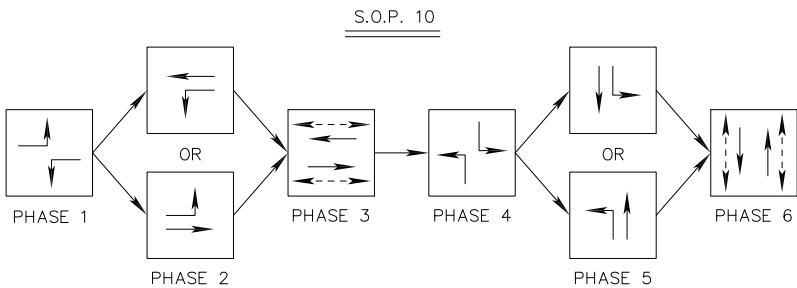 S.O.P. 10
OR
OR
PHASE 1
PHASE 3
PHASE 4
PHASE 6
PHASE 2
PHASE 5